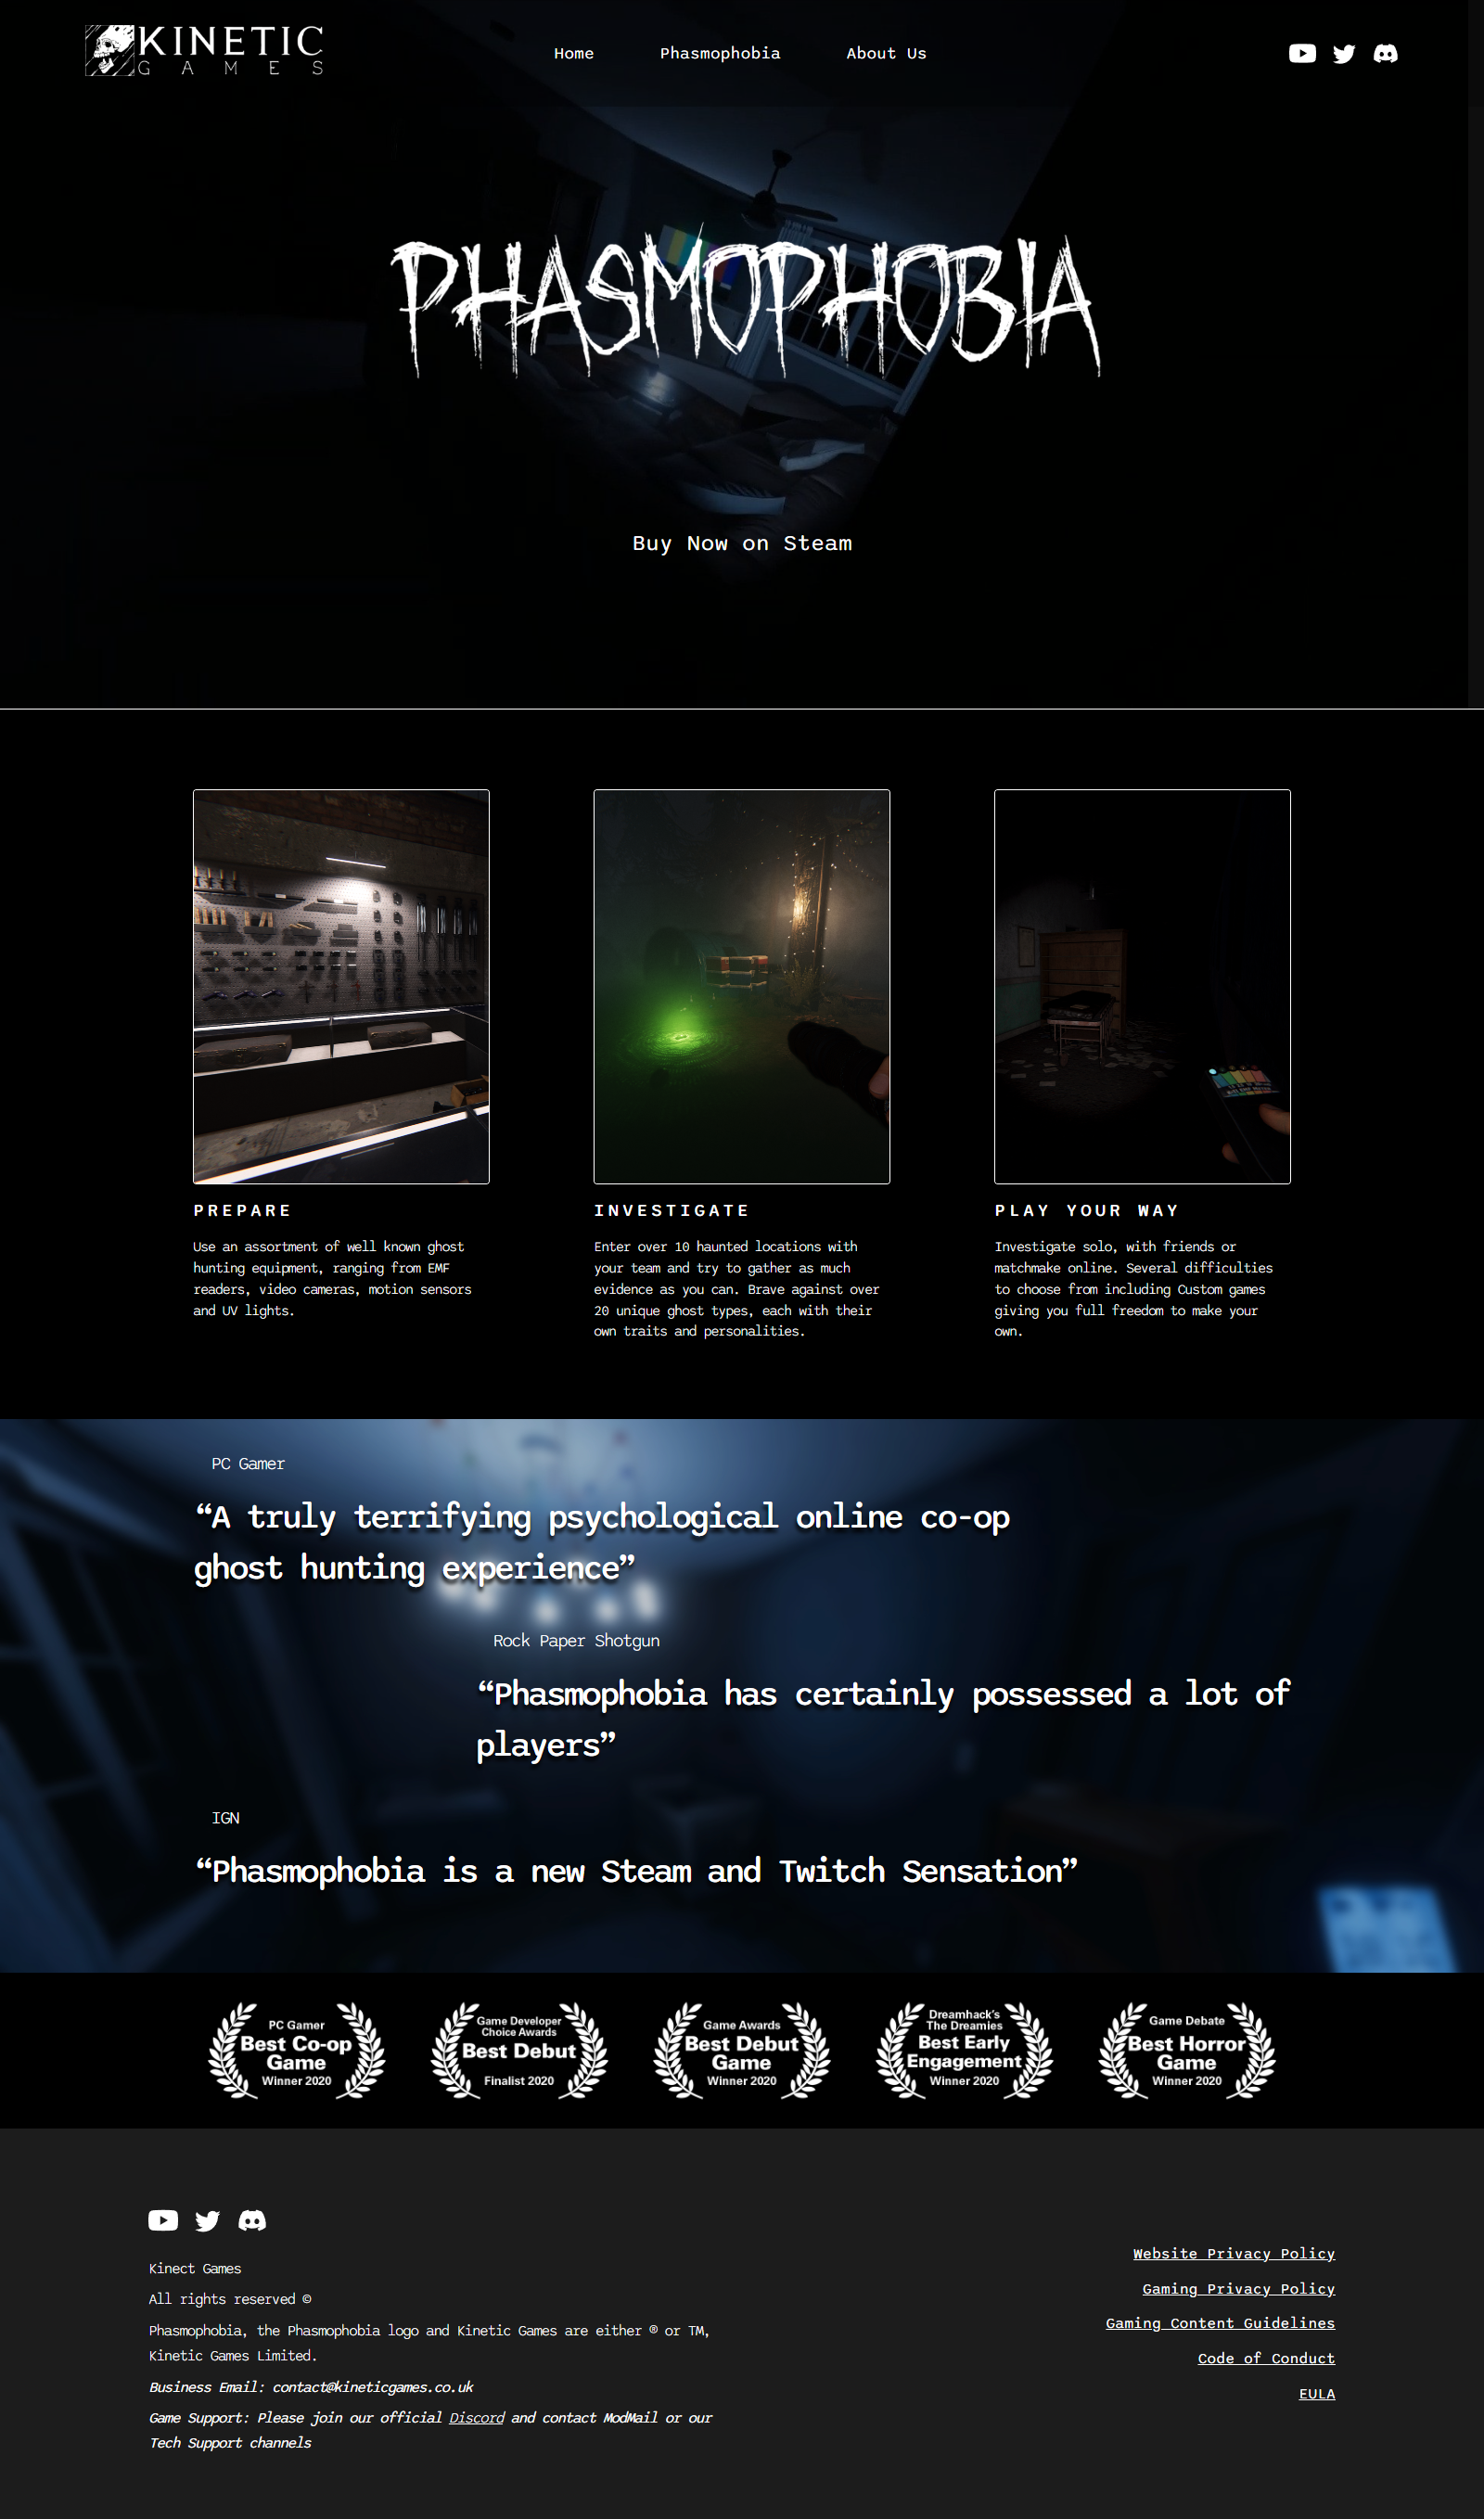 KINETIC
GAMES
Home
Phasmophobia
About Us
PHASMOPHOBIA
Buy Now on Steam
PREPARE
Use an assortment of well known ghost
hunting equipment, ranging from EMF
readers, video cameras, motion sensors
and UV lights.
INVESTIGATE
Enter over 10 haunted locations with
your team and try to gather as much
evidence as you can. Brave against over
20 unique ghost types, each with their
own traits and personalities.
PLAY YOUR WAY
Investigate solo, with friends or
matchmake online. Several difficulties
to choose from including Custom games
giving you full freedom to make your
own.
PC Gamer
“A truly terrifying psychological online co-op
ghost hunting experience”
Rock Paper Shotgun
“Phasmophobia has certainly possessed a lot of
players”
IGN
“Phasmophobia is a new Steam and Twitch Sensation”
PC Gamer
Best Co-op
Game
Winner 2020
Game Developer
Choice Awards
Best Debut
Finalist 2020
Game Awards
Best Debut
Game
Winner 2020
Dreamhack's
The Dreamies
Best Early
Engagement
Winner 2020
Game Debate
Best Horror
Game
Winner 2020
Kinect Games
All rights reserved ©
Phasmophobia, the Phasmophobia logo and Kinetic Games are either ® or TM,
Kinetic Games Limited.
Business Email: contact@kineticgames.co.uk
Game Support: Please join our official Discord and contact ModMail or our
Tech Support channels
Website Privacy Policy
Gaming Privacy Policy
Gaming Content Guidelines
Code of Conduct
EULA